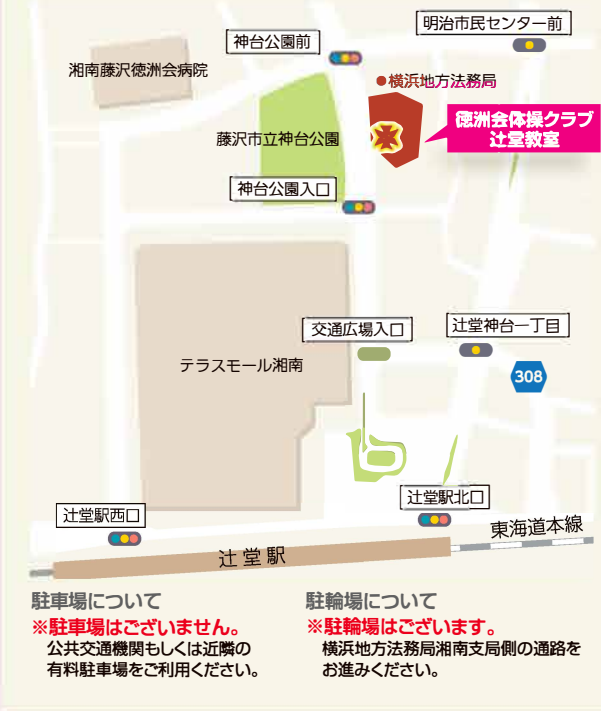 明治市民センター前
神台公園前
湘南藤沢徳洲会病院
●横浜地方法務局
徳洲会体操クラブ
辻堂教室
藤沢市立神台公園
神台公園入口
交通広場入口
辻堂神台一丁目
テラスモール湘南
308
辻堂駅北口
辻堂駅西口
東海道本線
辻堂駅
駐車場について
※駐車場はございません。
公共交通機関もしくは近隣の
有料駐車場をご利用ください。
駐輪場について
※駐輪場はございます。
横浜地方法務局湘南支局側の通路を
お進みください。